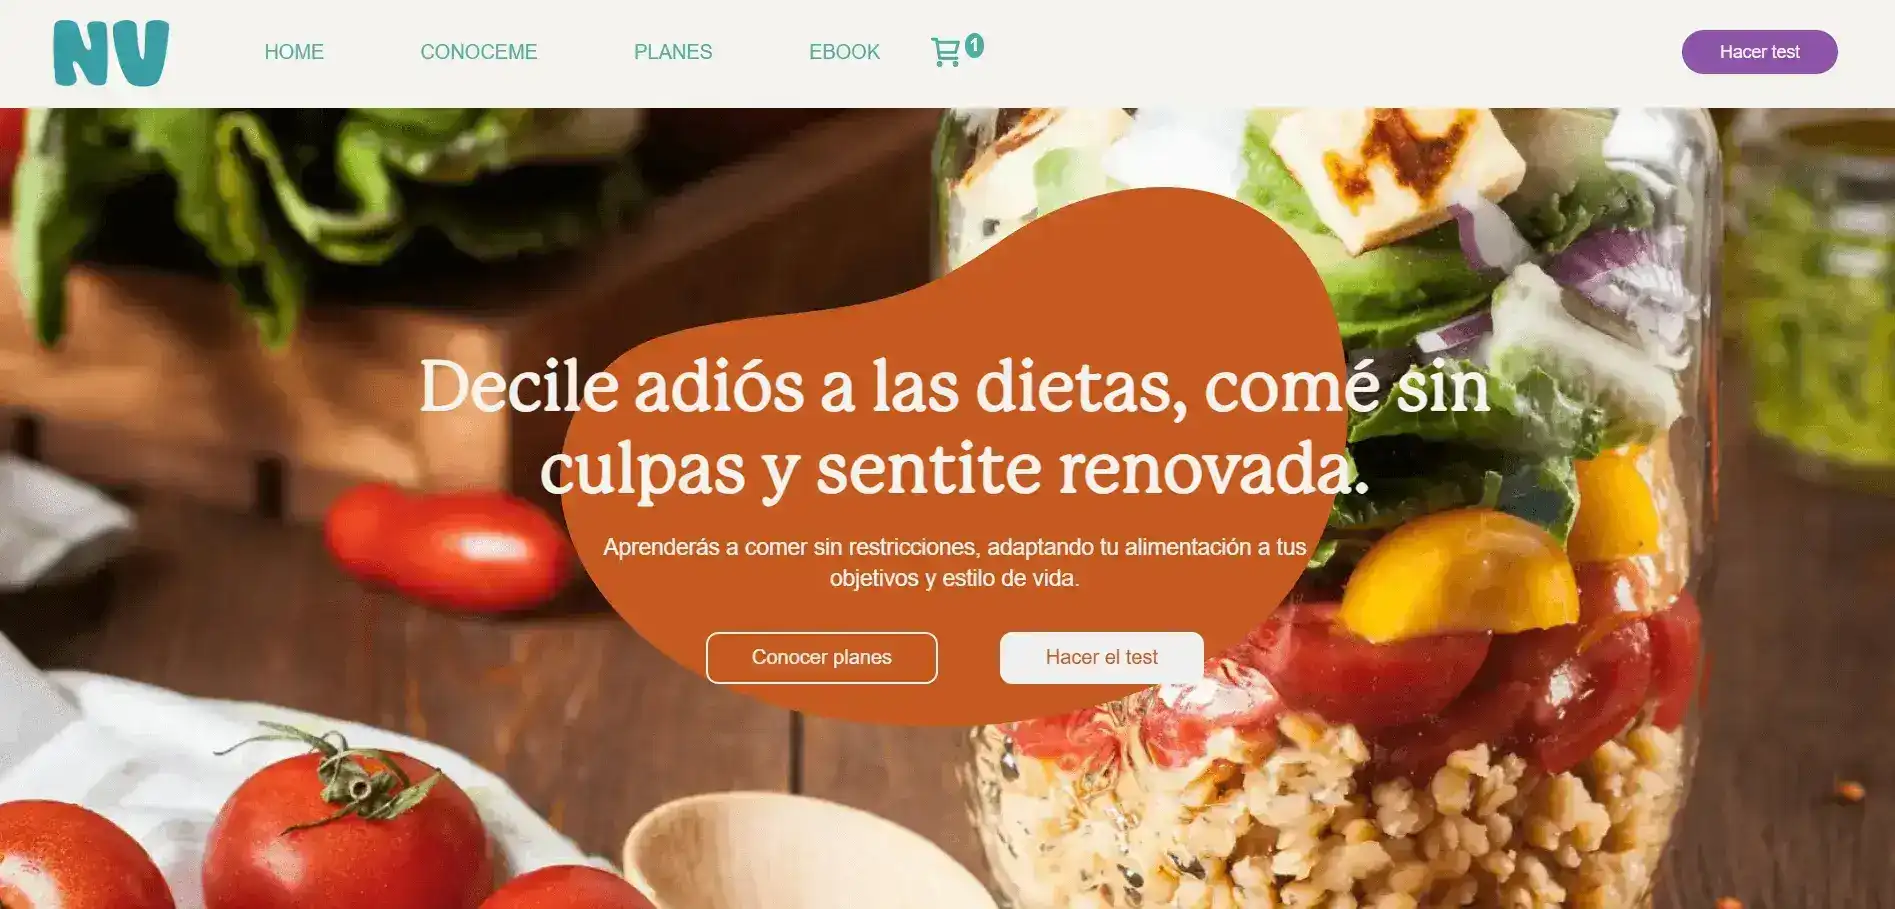 NV
HOME CONOCEME PLANES EBOOK 1 Hacer test
Decile adiós a las dietas, comé sin
culpas y sentite renovada.
Aprenderás a comer sin restricciones, adaptando tu alimentación a tus
objetivos y estilo de vida.
Conocer planes Hacer el test